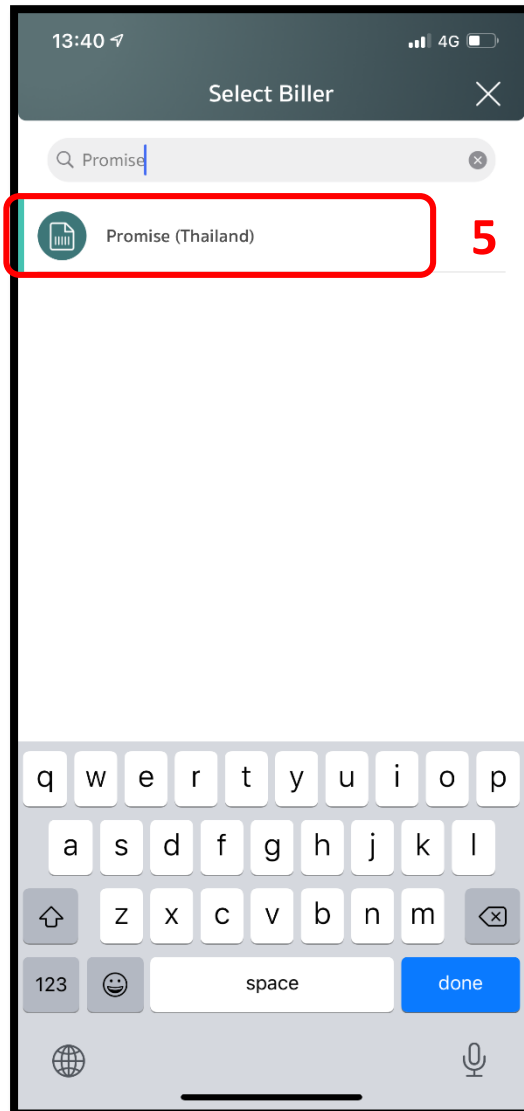 13:40 4G
Select Biller
Promise
Promise (Thailand) 5
q w e r t y u i o p
a s d f g h j k l
z x c v b n m
123 space done